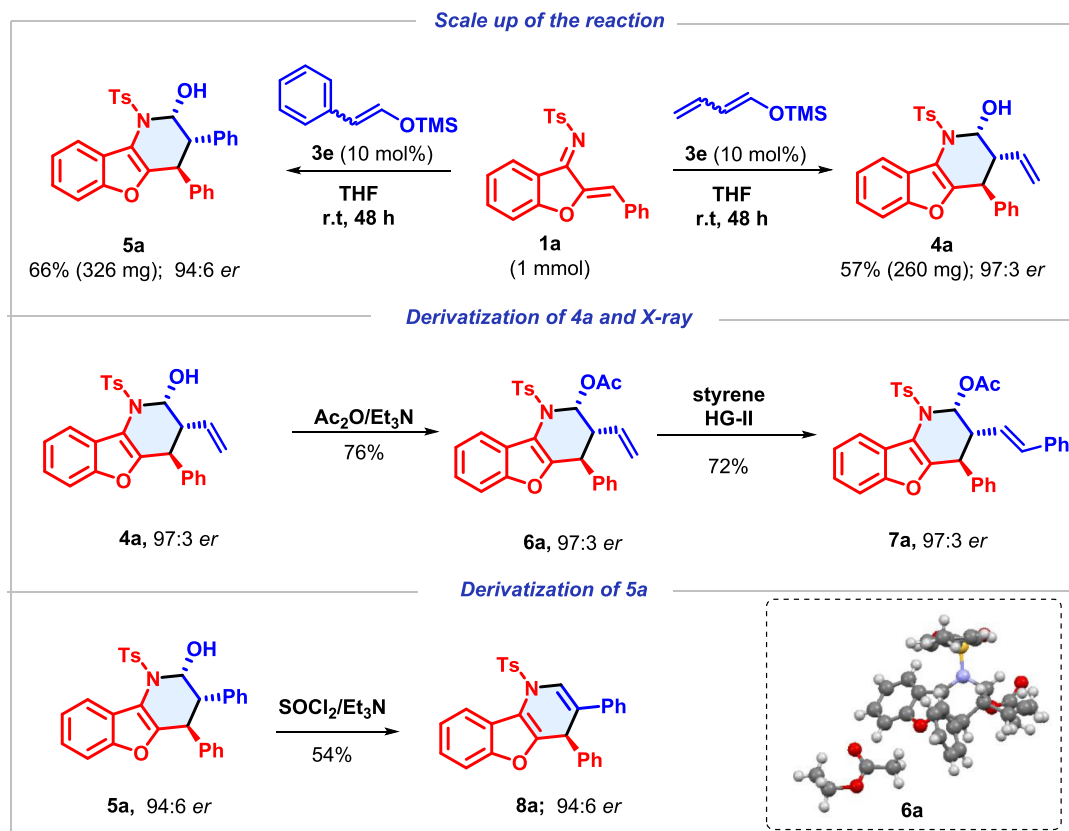 Scale up of the reaction
Ts OH
N
Ph
O Ph
5a
66% (326 mg); 94:6 er
OTMS
3e (10 mol%)
THF
r.t, 48 h
Ts
N
O
Ph
1a
(1 mmol)
OTMS
3e (10 mol%)
THF
r.t, 48 h
Ts OH
N
O Ph
4a
57% (260 mg); 97:3 er
Derivatization of 4a and X-ray
Ts OH
N
O Ph
4a, 97:3 er
Ac2O/Et3N
76%
Ts OAc
N
O Ph
6a, 97:3 er
styrene
HG-II
72%
Ts OAc
N
Ph
O Ph
7a, 97:3 er
Derivatization of 5a
Ts OH
N
Ph
O Ph
5a, 94:6 er
SOCl2/Et3N
54%
Ts
N
Ph
O Ph
8a; 94:6 er
6a